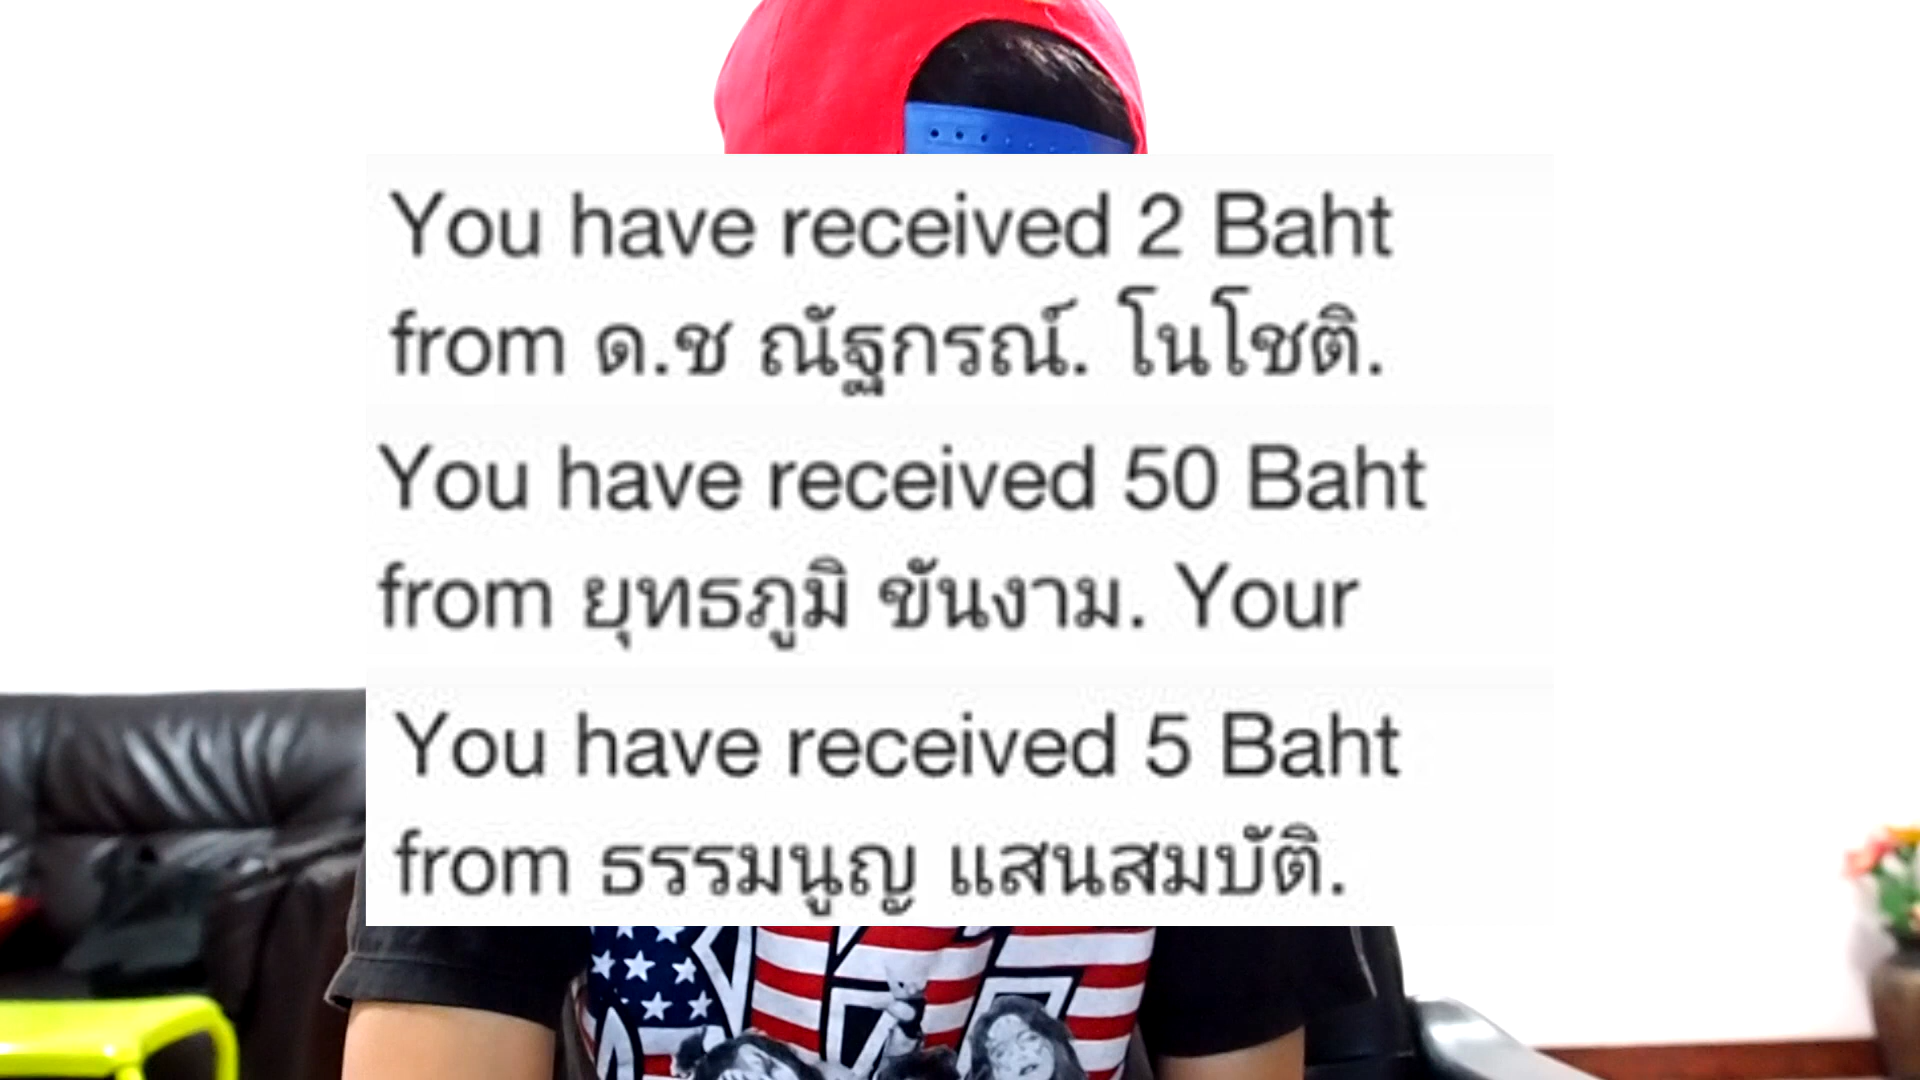 You have received 2 Baht
from ด.ช ณัฐกรณ์. โนโชติ.
You have received 50 Baht
from ยุทธภูมิ ขันงาม. Your
You have received 5 Baht
from ธรรมนูญ แสนสมบัติ.